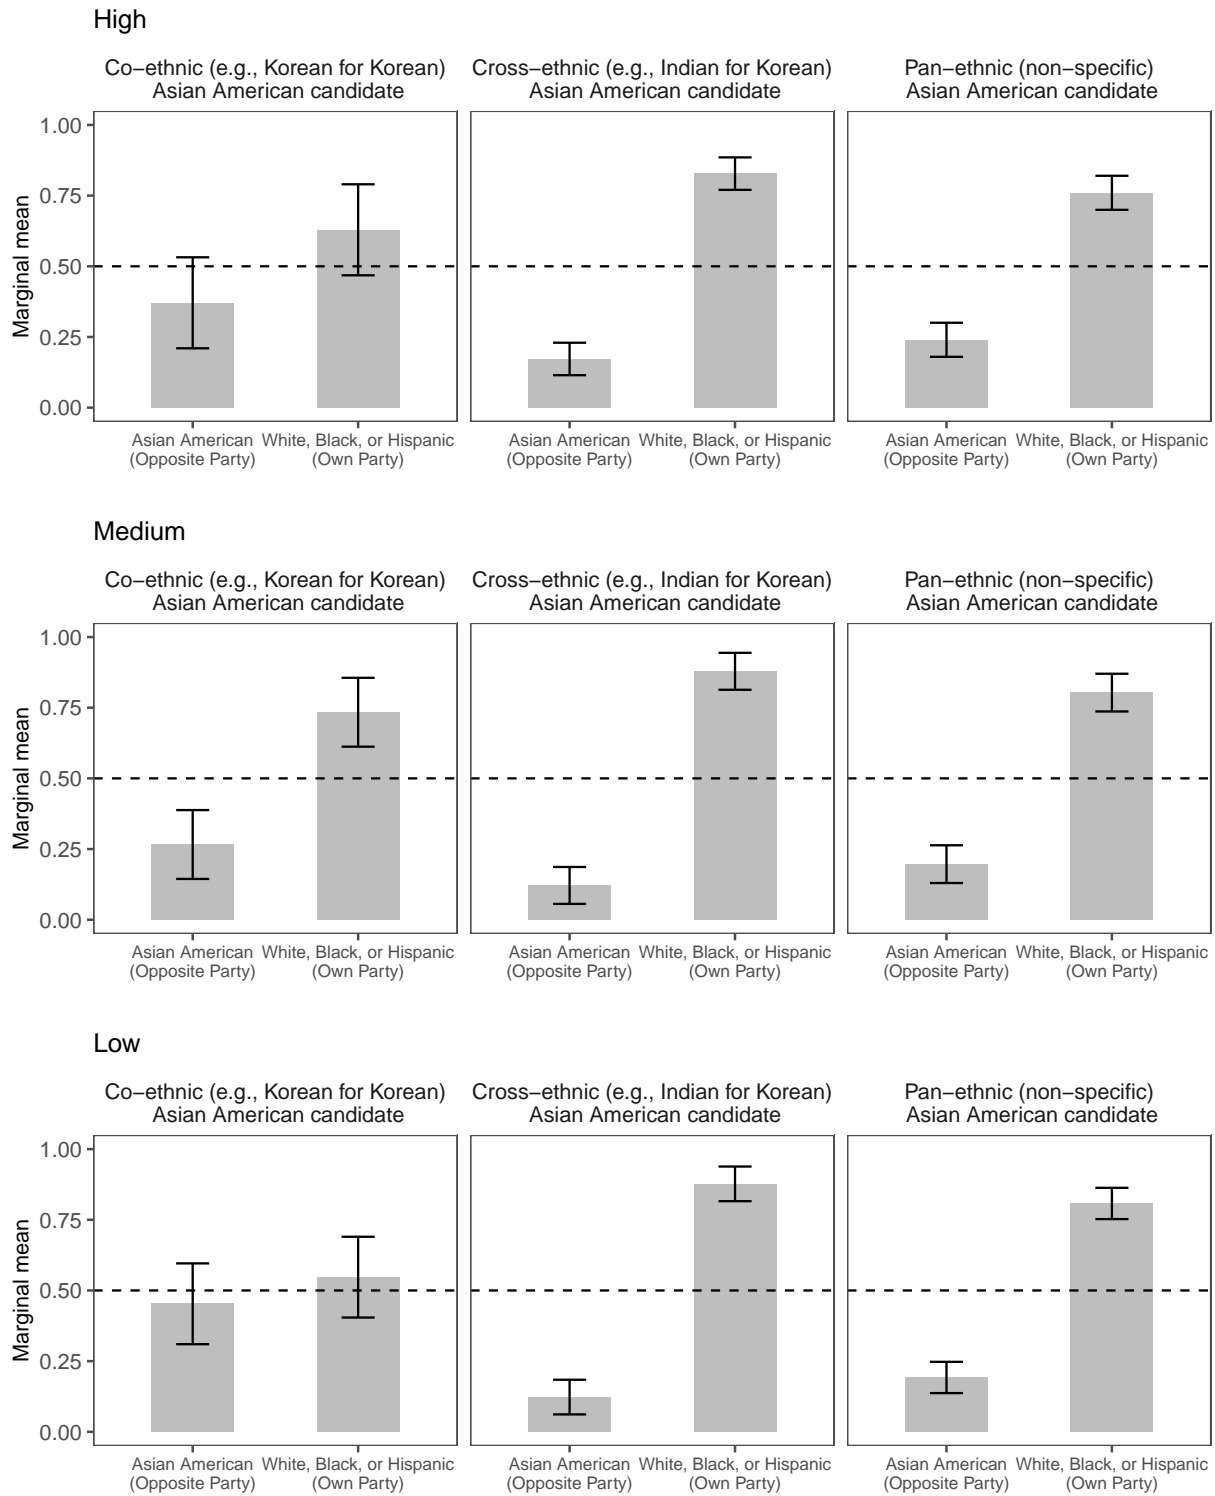 High
Co−ethnic (e.g., Korean for Korean)
Asian American candidate
Cross−ethnic (e.g., Indian for Korean)
Asian American candidate
Pan−ethnic (non−specific)
Asian American candidate
Marginal mean
1.00
0.75
0.50
0.25
0.00
Asian American
(Opposite Party)
White, Black, or Hispanic
(Own Party)
Asian American
(Opposite Party)
White, Black, or Hispanic
(Own Party)
Asian American
(Opposite Party)
White, Black, or Hispanic
(Own Party)
Medium
Co−ethnic (e.g., Korean for Korean)
Asian American candidate
Cross−ethnic (e.g., Indian for Korean)
Asian American candidate
Pan−ethnic (non−specific)
Asian American candidate
Marginal mean
1.00
0.75
0.50
0.25
0.00
Asian American
(Opposite Party)
White, Black, or Hispanic
(Own Party)
Asian American
(Opposite Party)
White, Black, or Hispanic
(Own Party)
Asian American
(Opposite Party)
White, Black, or Hispanic
(Own Party)
Low
Co−ethnic (e.g., Korean for Korean)
Asian American candidate
Cross−ethnic (e.g., Indian for Korean)
Asian American candidate
Pan−ethnic (non−specific)
Asian American candidate
Marginal mean
1.00
0.75
0.50
0.25
0.00
Asian American
(Opposite Party)
White, Black, or Hispanic
(Own Party)
Asian American
(Opposite Party)
White, Black, or Hispanic
(Own Party)
Asian American
(Opposite Party)
White, Black, or Hispanic
(Own Party)